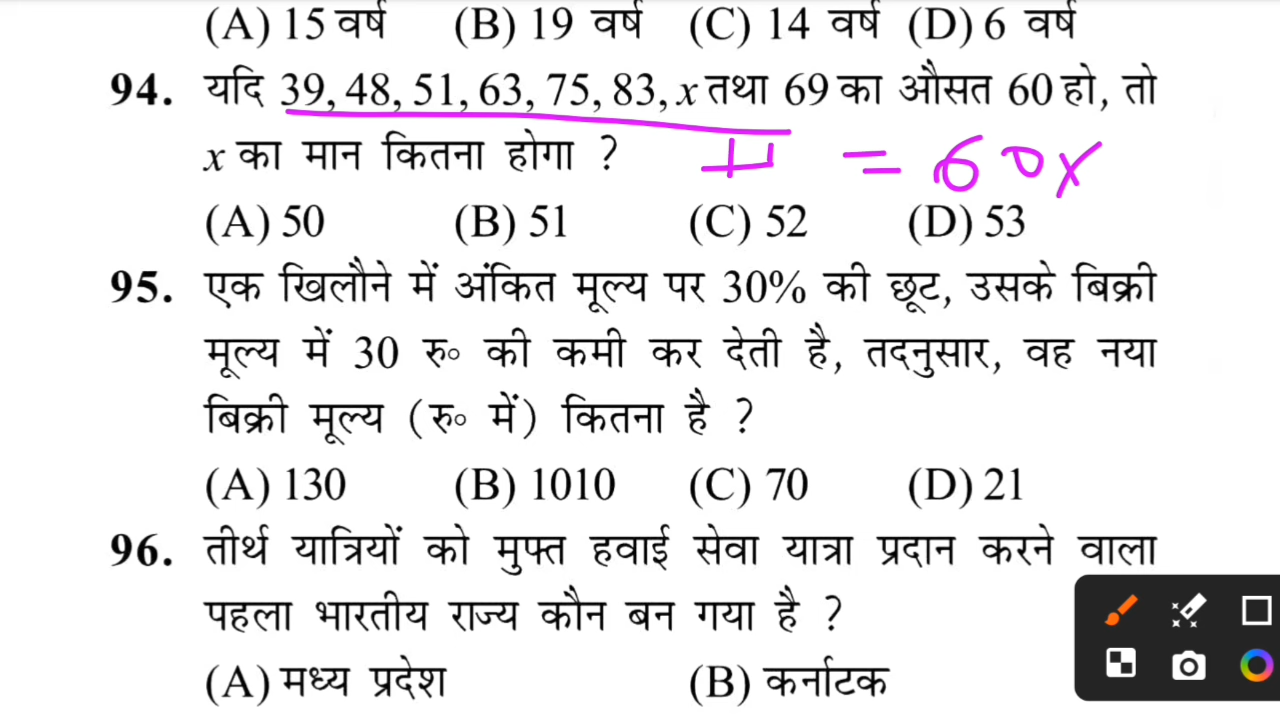 (A) 15 वर्ष (B) 19 वर्ष (C) 14 वर्ष (D) 6 वर्ष
94. यदि 39, 48, 51, 63, 75, 83, x तथा 69 का औसत 60 हो, तो
x का मान कितना होगा ? = 60x
(A) 50 (B) 51 (C) 52 (D) 53
95. एक खिलौने में अंकित मूल्य पर 30% की छूट, उसके बिक्री
मूल्य में 30 रु० की कमी कर देती है, तदनुसार, वह नया
बिक्री मूल्य (रु० में) कितना है ?
(A) 130 (B) 1010 (C) 70 (D) 21
96. तीर्थ यात्रियों को मुफ्त हवाई सेवा यात्रा प्रदान करने वाला
पहला भारतीय राज्य कौन बन गया है ?
(A) मध्य प्रदेश (B) कर्नाटक